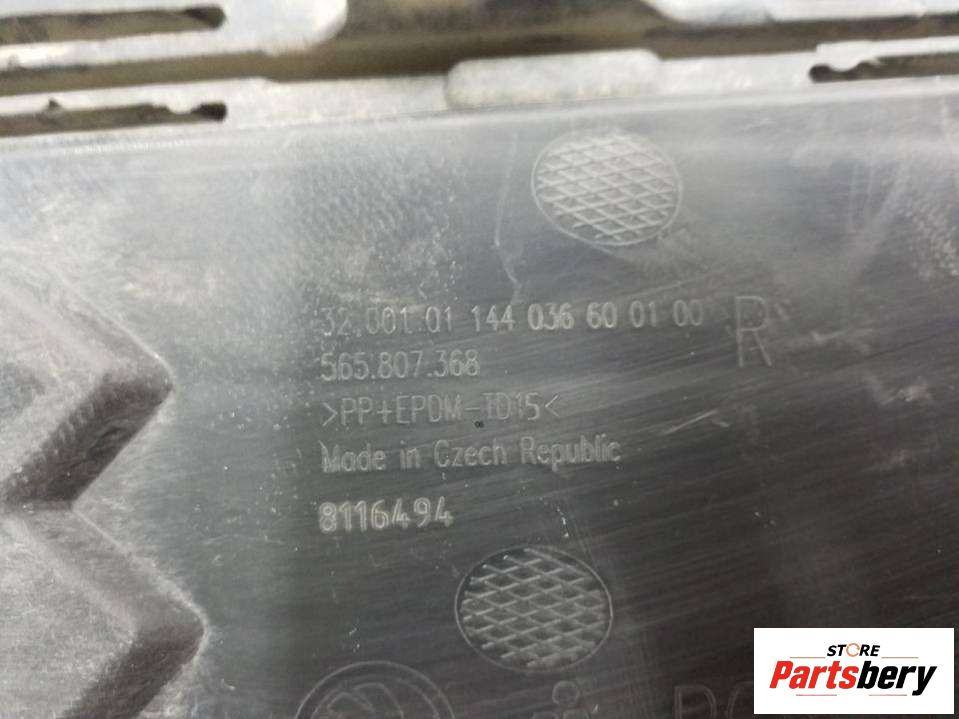 32.001.01 144 036 60 01 00 R
565.807.368
>PP+EPDM-TD15<
Made in Czech Republic
8116494
STORE
Partsbery